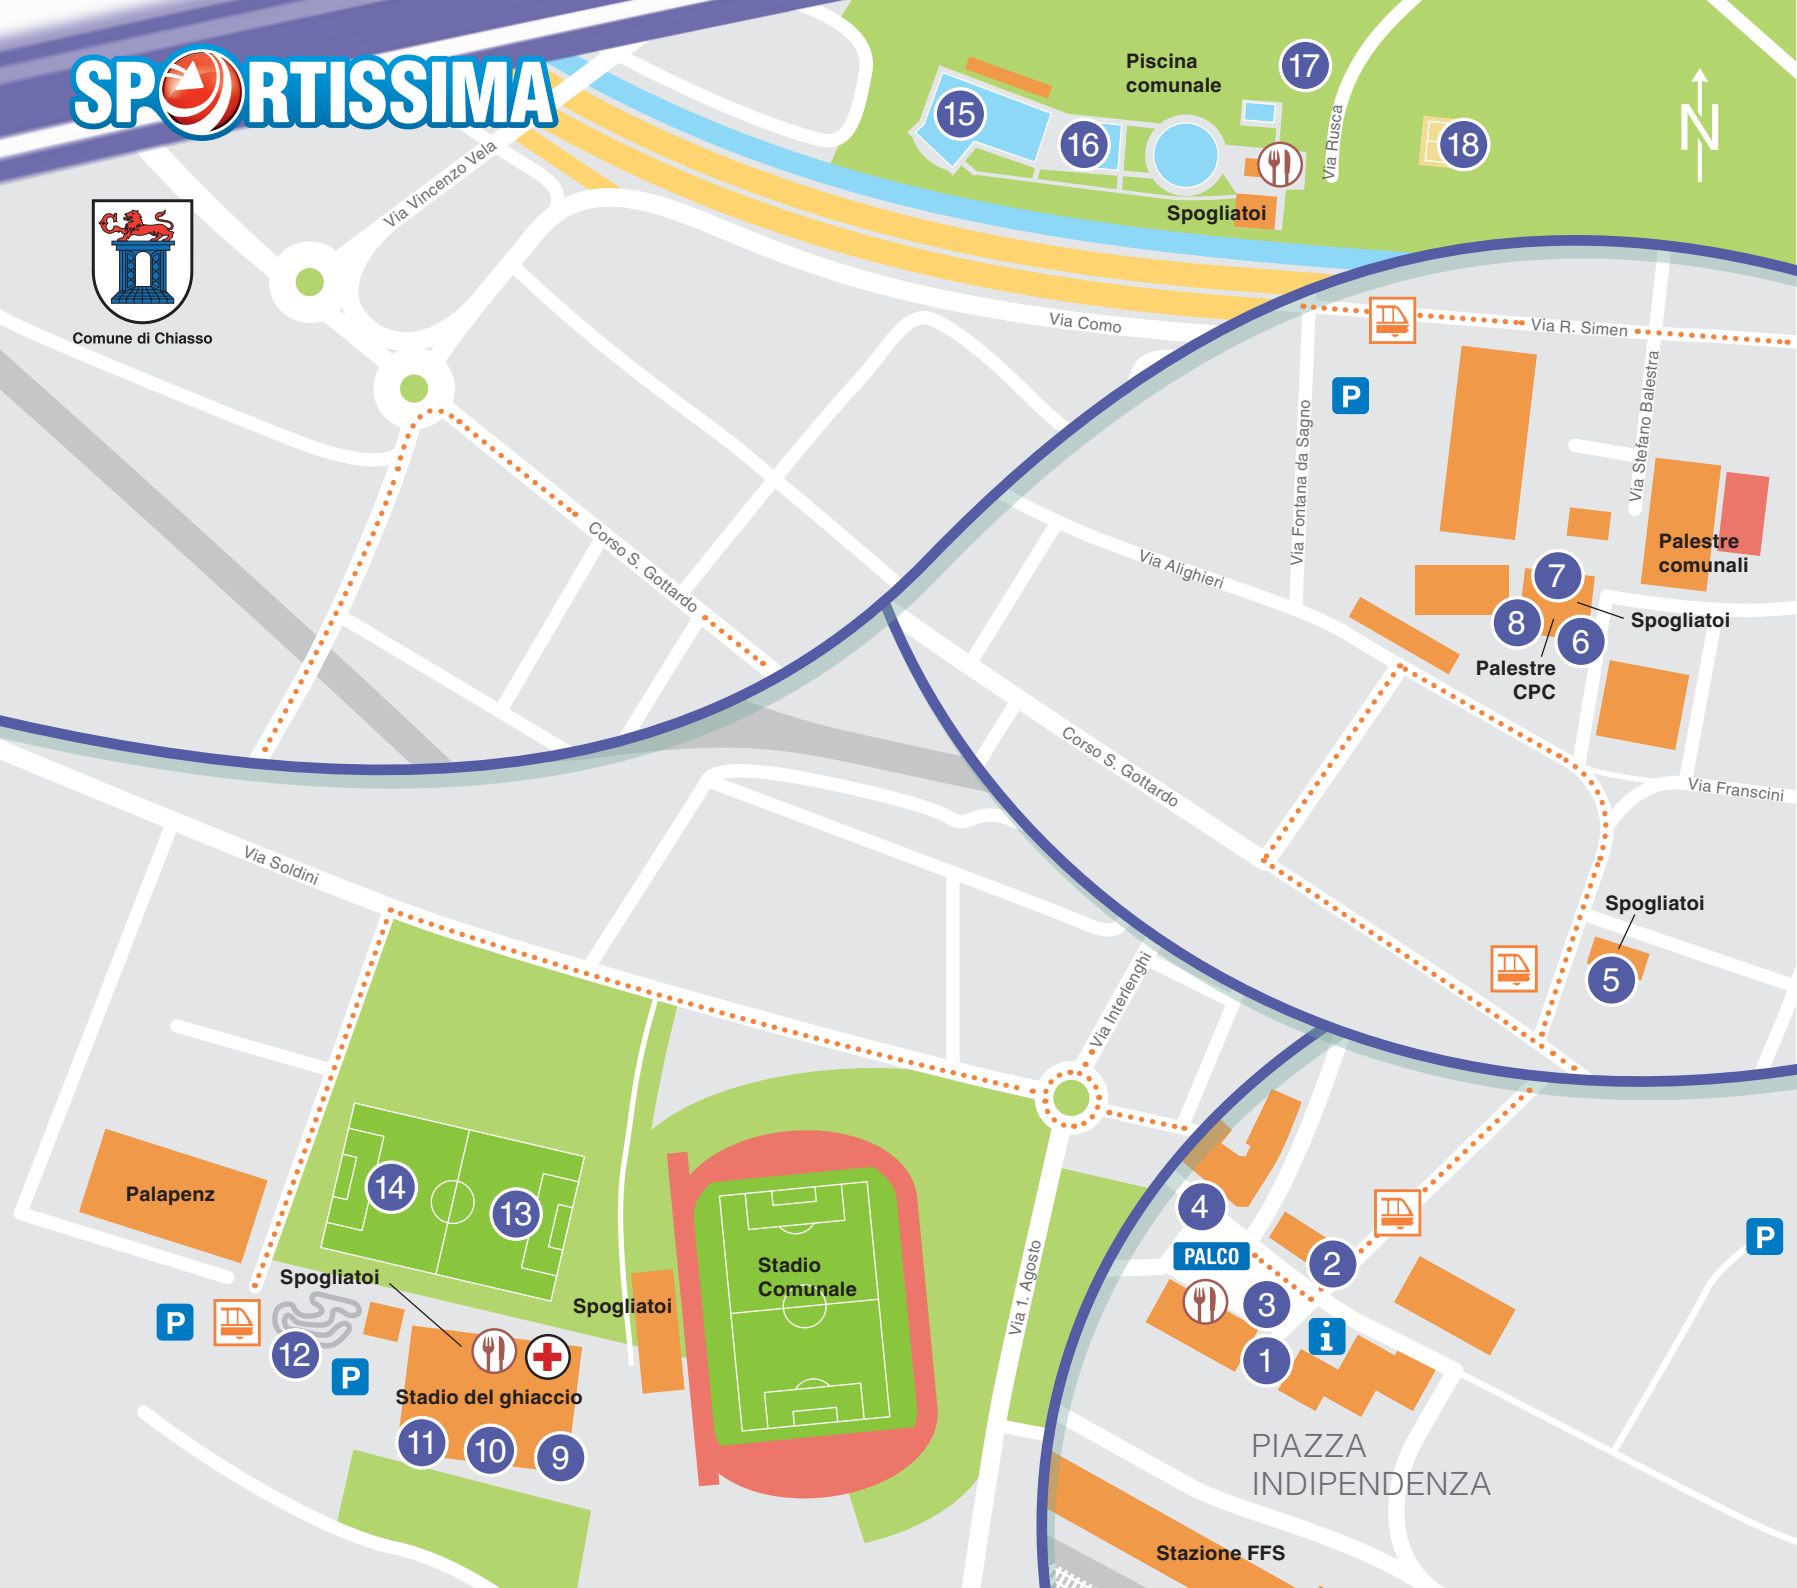 SPORTISSIMA
Comune di Chiasso
Via Vincenzo Vela
Piscina
comunale
17
15
16
18
Via Rusca
N
Spogliatoi
Via Como
Via R. Simen
P
Via Fontana da Sagno
Via Stefano Balestra
Palestre
comunali
Via Alighieri
7
8
6
Spogliatoi
Palestre
CPC
Corso S. Gottardo
Corso S. Gottardo
Via Franscini
Spogliatoi
5
Via Soldini
Via Interlenghi
Palapenz
14
13
Spogliatoi
Spogliatoi
Stadio
Comunale
Via 1. Agosto
P
12
P
Stadio del ghiaccio
11
10
9
4
PALCO
2
3
1
i
P
PIAZZA
INDIPENDENZA
Stazione FFS